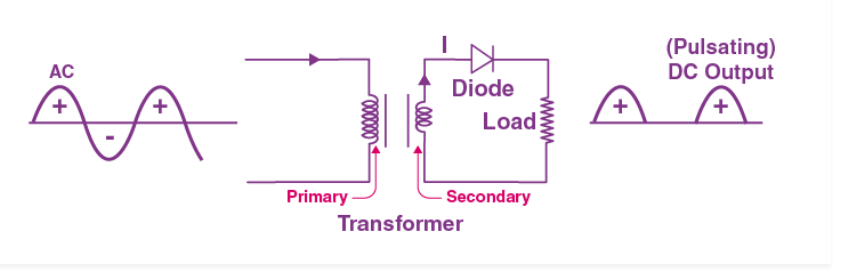 AC
+
+
-
I
Diode
Load
Primary
Secondary
Transformer
(Pulsating)
DC Output
+
+